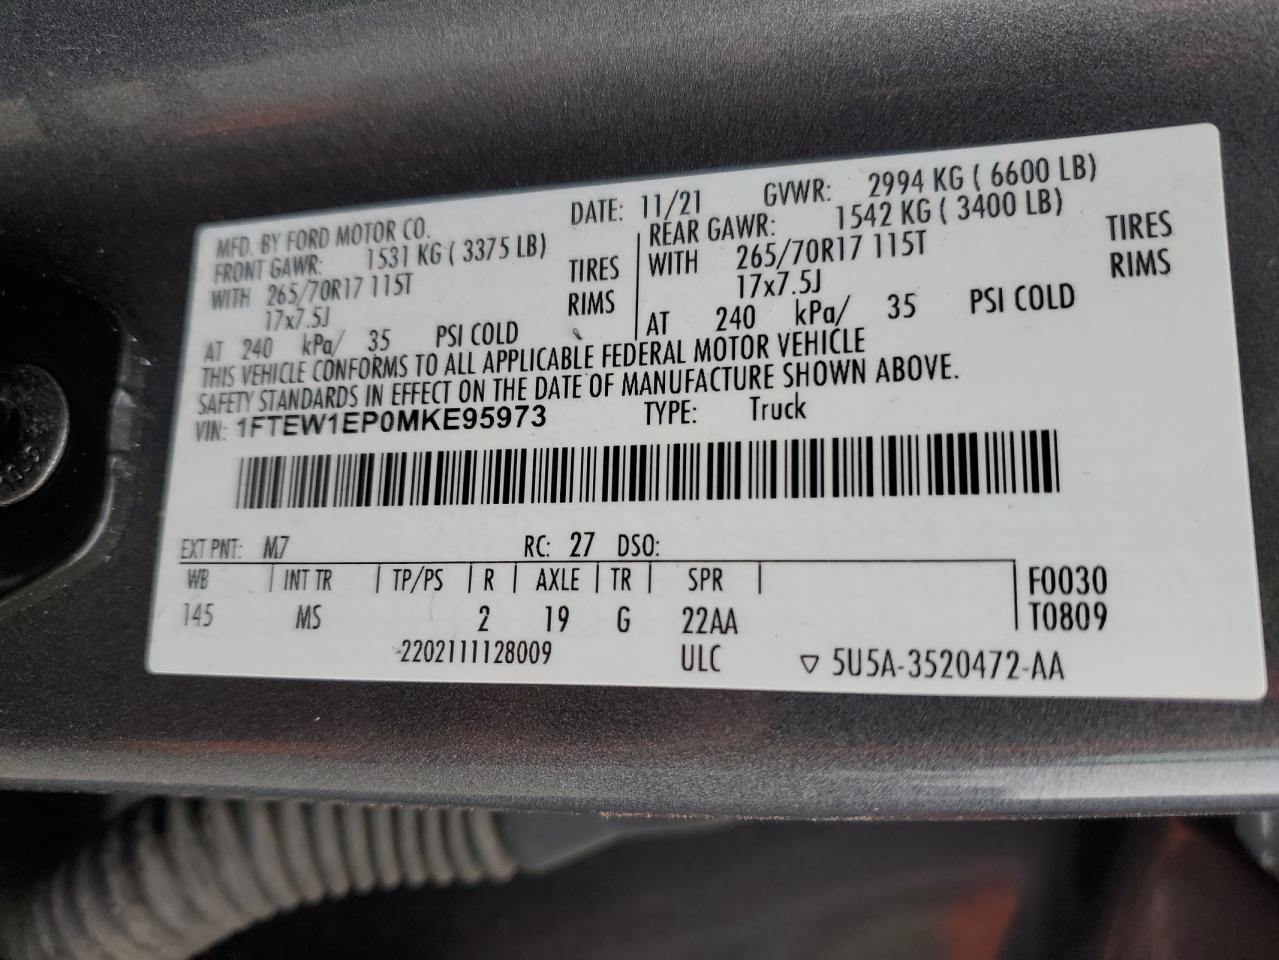 MFD. BY FORD MOTOR CO. DATE: 11/21 GVWR: 2994 KG ( 6600 LB)
FRONT GAWR: 1531 KG ( 3375 LB) REAR GAWR: 1542 KG ( 3400 LB)
WITH 265/70R17 115T TIRES WITH 265/70R17 115T TIRES
17x7.5J RIMS 17x7.5J RIMS
AT 240 kPa/ 35 PSI COLD AT 240 kPa/ 35 PSI COLD
THIS VEHICLE CONFORMS TO ALL APPLICABLE FEDERAL MOTOR VEHICLE
SAFETY STANDARDS IN EFFECT ON THE DATE OF MANUFACTURE SHOWN ABOVE.
VIN: 1FTEW1EP0MKE95973 TYPE: Truck
EXT PNT: M7 RC: 27 DSO:
WB INT TR TP/PS R AXLE TR SPR F0030
145 MS 2 19 G 22AA T0809
-2202111128009 ULC ▽ 5U5A-3520472-AA